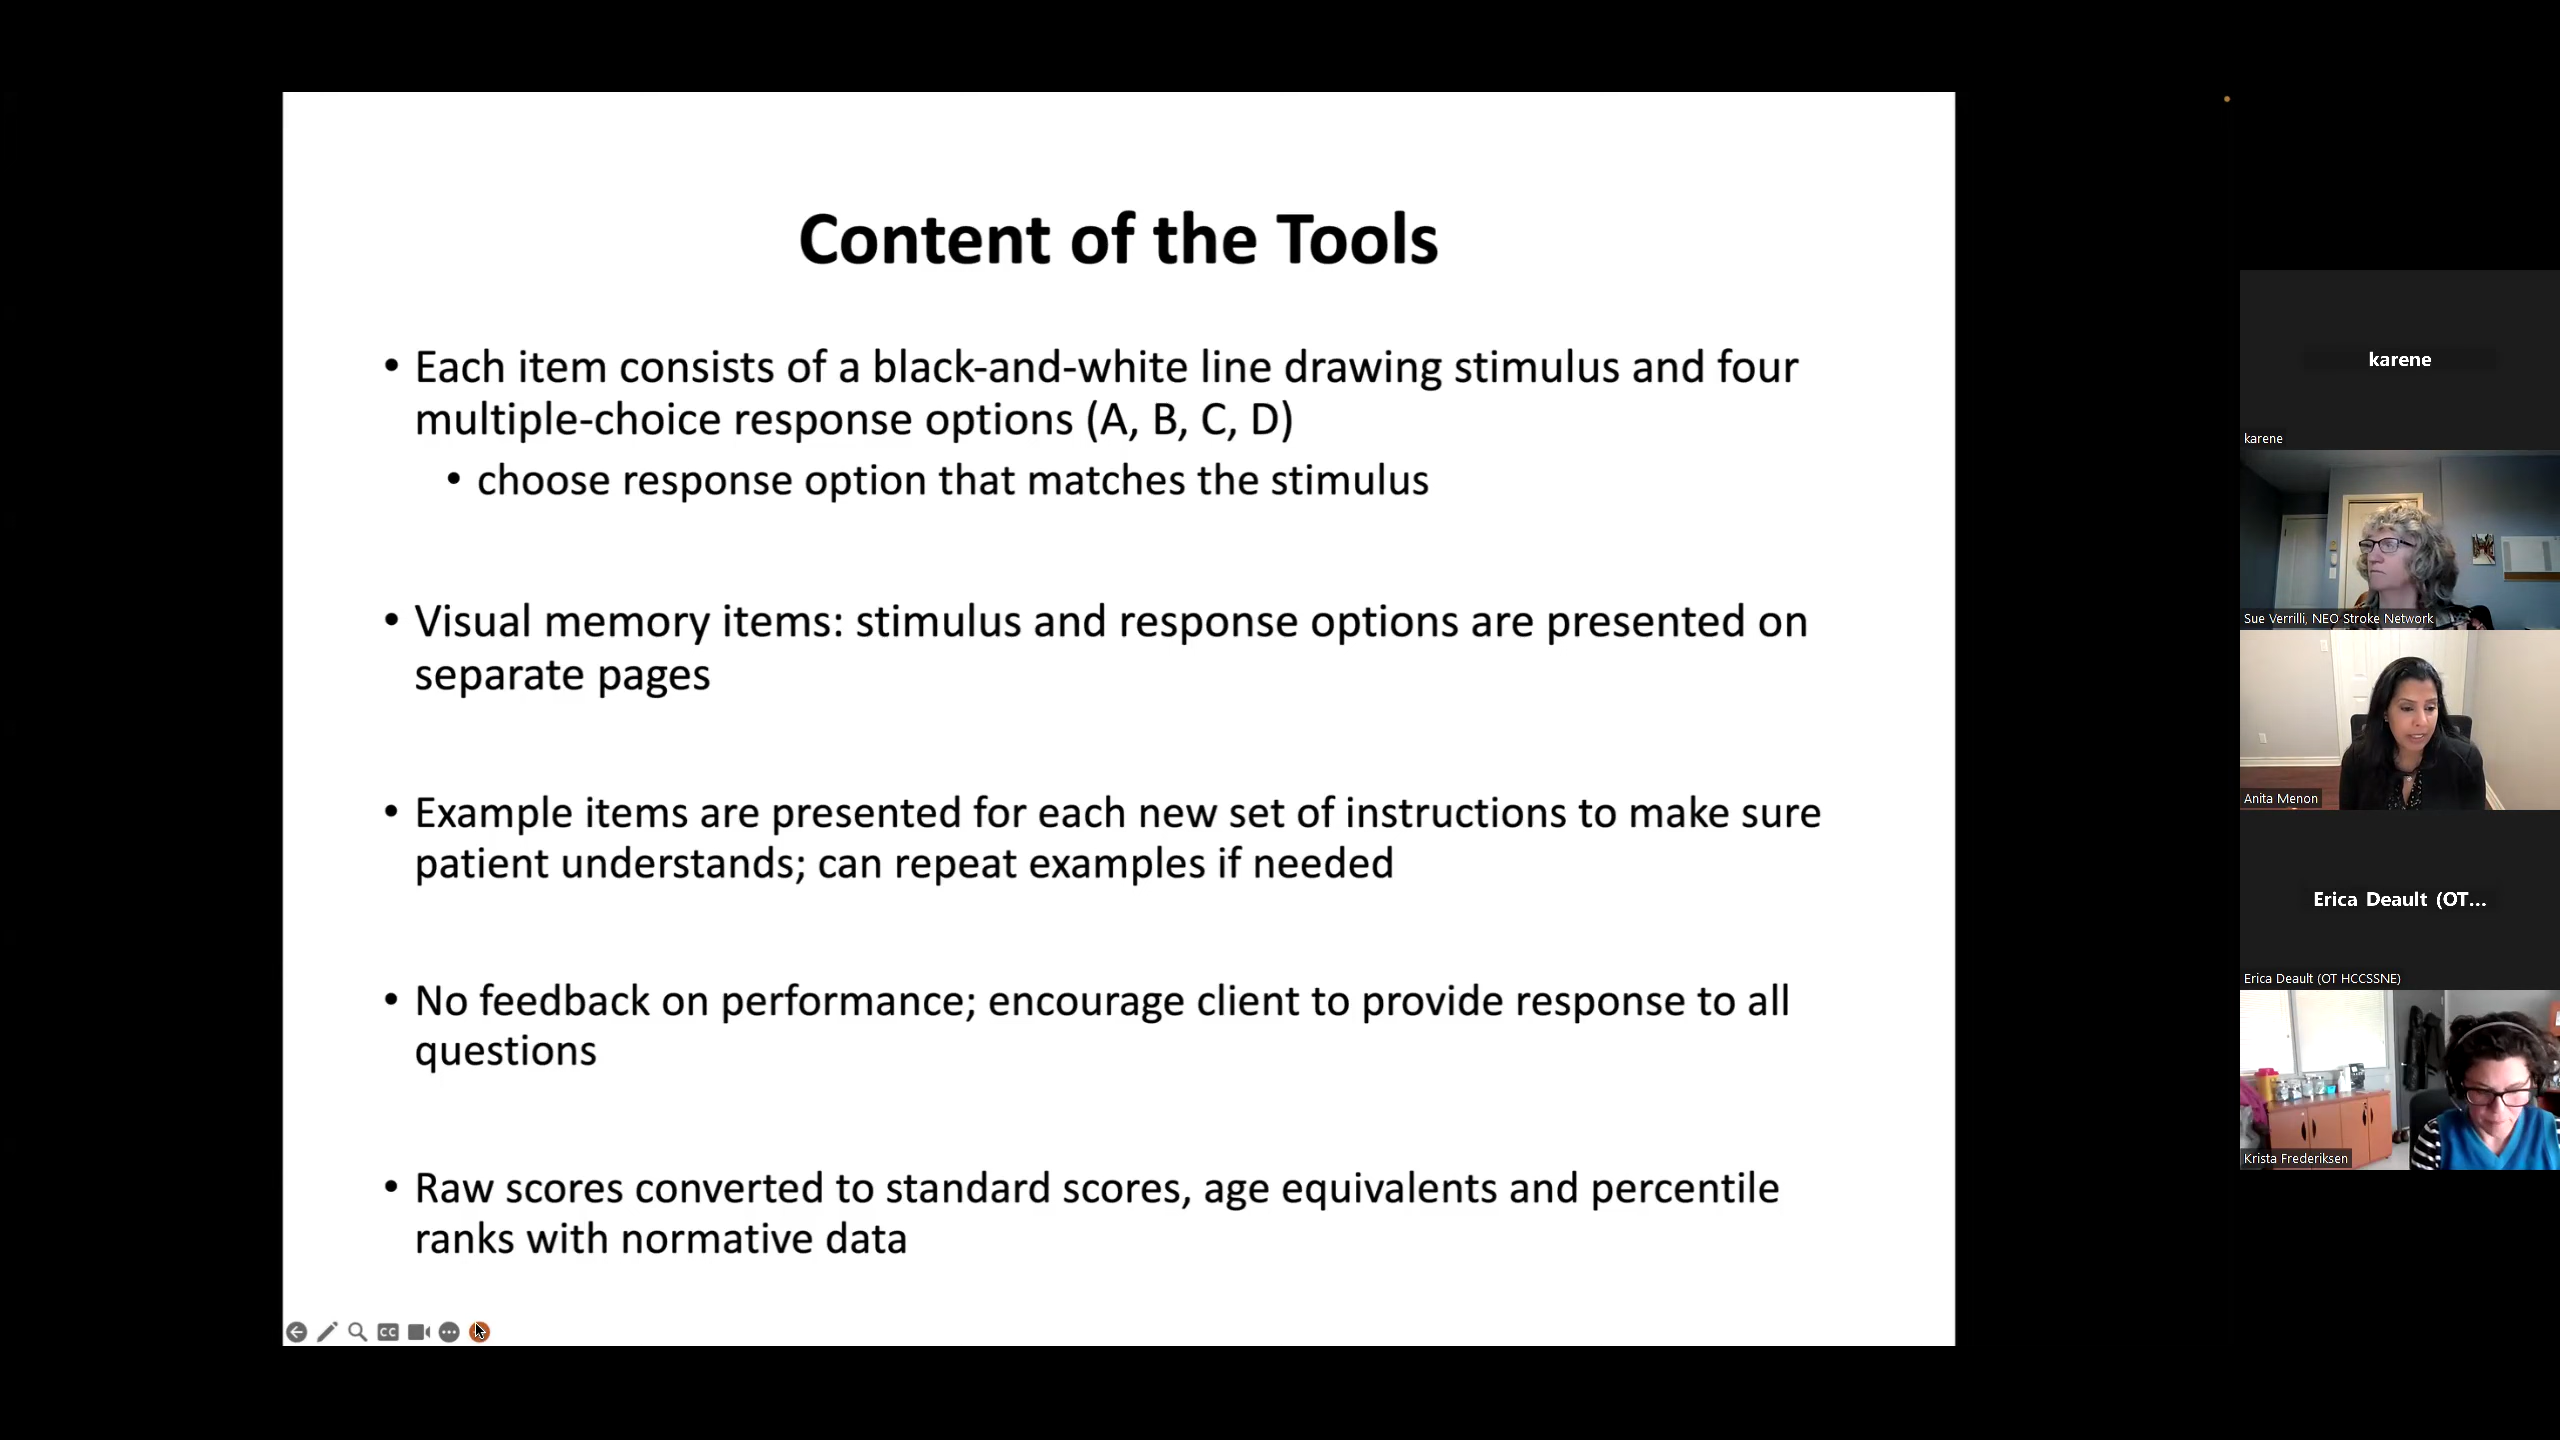 Content of the Tools
• Each item consists of a black-and-white line drawing stimulus and four
multiple-choice response options (A, B, C, D)
• choose response option that matches the stimulus
• Visual memory items: stimulus and response options are presented on
separate pages
• Example items are presented for each new set of instructions to make sure
patient understands; can repeat examples if needed
• No feedback on performance; encourage client to provide response to all
questions
• Raw scores converted to standard scores, age equivalents and percentile
ranks with normative data
CC
karene
karene
Sue Verrilli, NEO Stroke Network
Anita Menon
Erica Deault (OT...
Erica Deault (OT HCCSSNE)
Krista Frederiksen